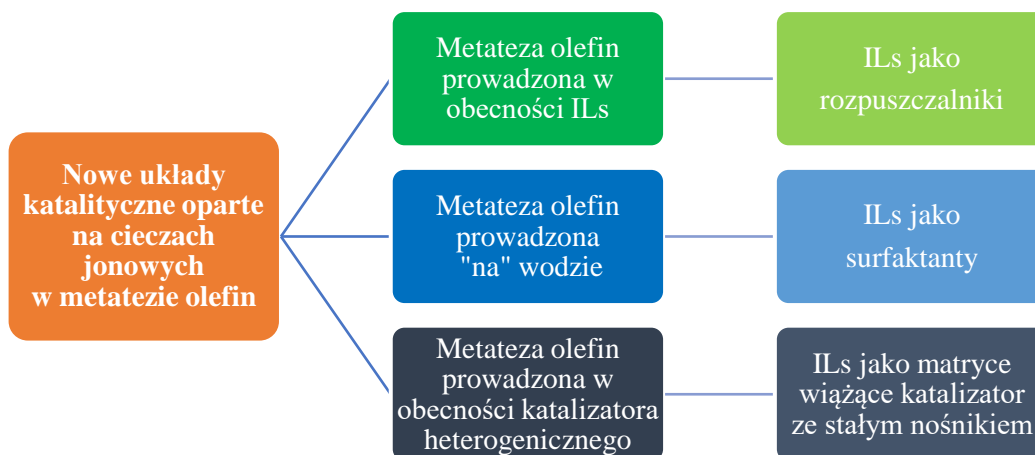 Nowe układy
katalityczne oparte
na cieczach
jonowych
w metatezie olefin
Metateza olefin
prowadzona w
obecności ILs
ILs jako
rozpuszczalniki
Metateza olefin
prowadzona
"na" wodzie
ILs jako
surfaktanty
Metateza olefin
prowadzona w
obecności katalizatora
heterogenicznego
ILs jako matryce
wiążące katalizator
ze stałym nośnikiem